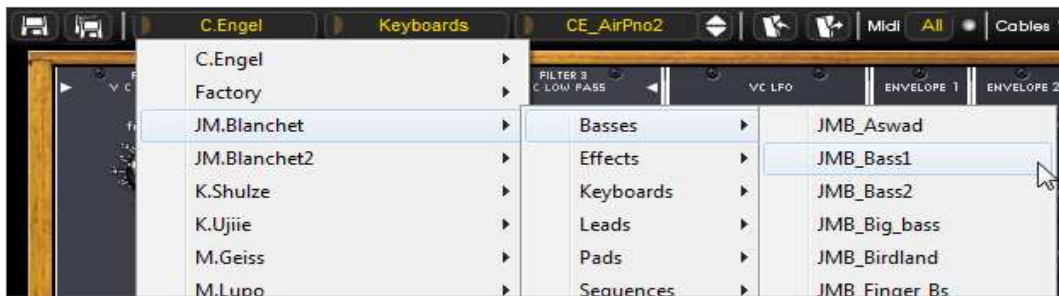 C.Engel Keyboards CE_AirPno2 Midi All Cables
C.Engel
Factory
JM.Blanchet
JM.Blanchet2
K.Shulze
K.Ujiie
M.Geiss
M.Lupo
FILTER 3
LOW PASS
VC LFO
ENVELOPE 1
ENVELOPE 2
Basses
Effects
Keyboards
Leads
Pads
Sequences
JMB_Aswad
JMB_Bass1
JMB_Bass2
JMB_Big_bass
JMB_Birdland
JMB_Finger_Bs